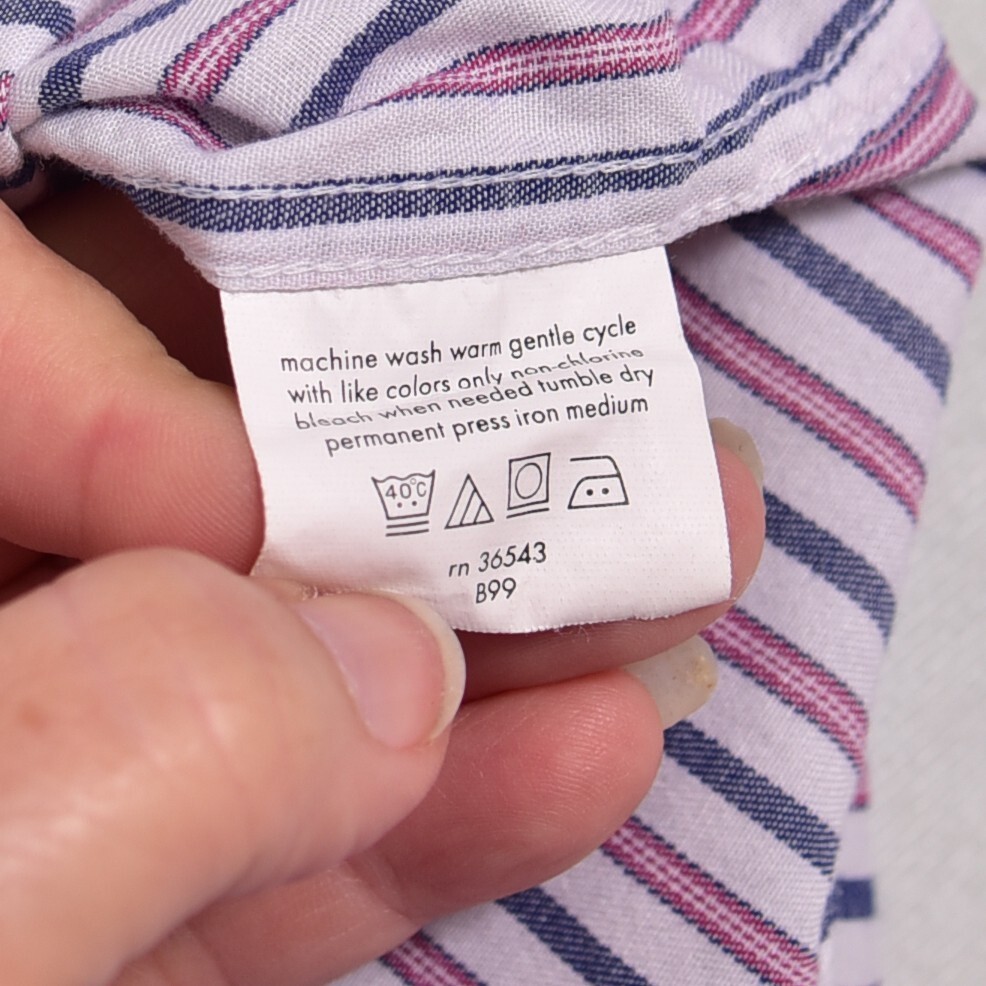 machine wash warm gentle cycle
with like colors only non-chlorine
bleach when needed tumble dry
permanent press iron medium
40°C
rn 36543
B99